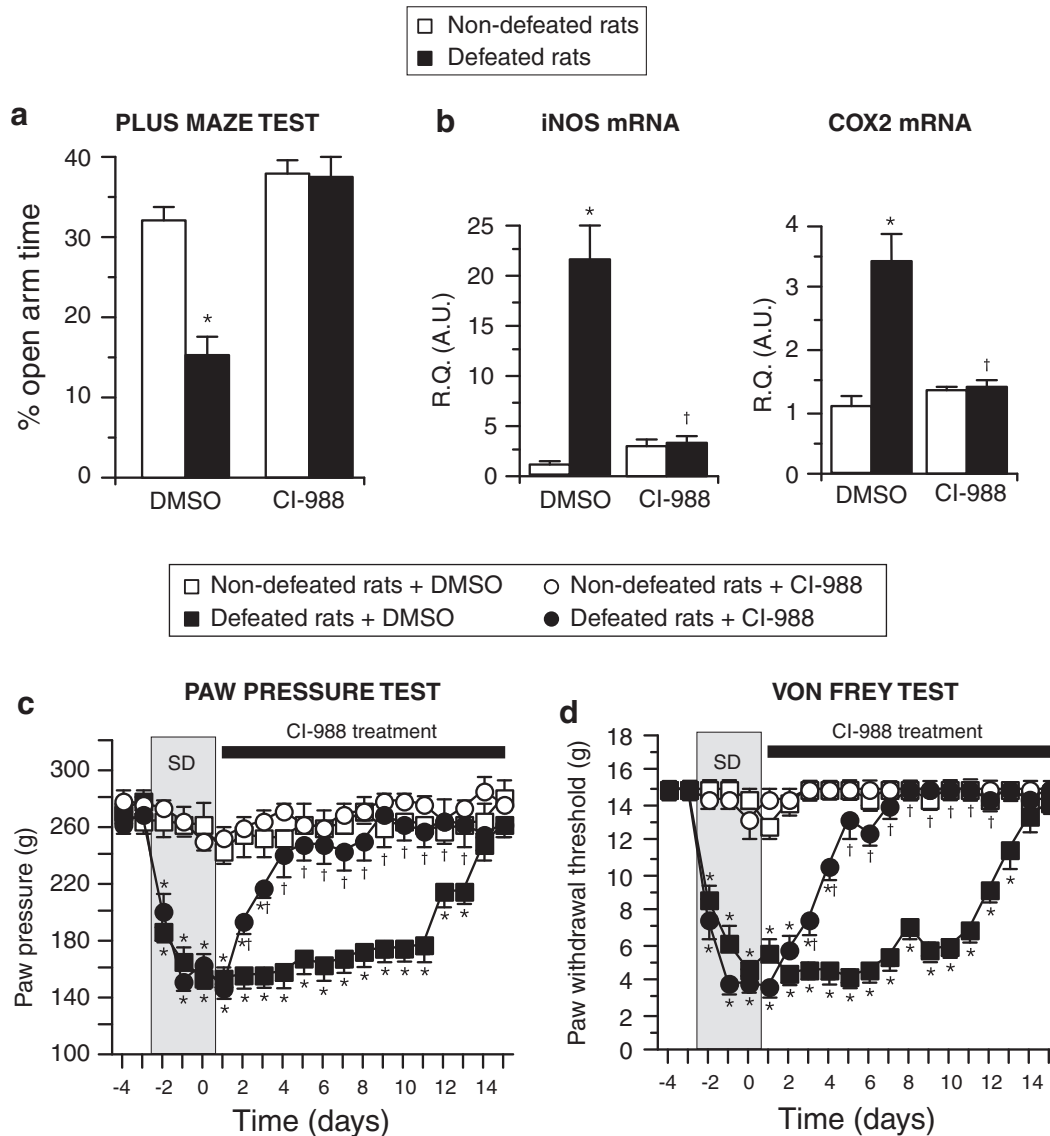 Non-defeated rats
Defeated rats
a
PLUS MAZE TEST
% open arm time
40
30
20
10
0
DMSO
CI-988
b
iNOS mRNA
R.Q. (A.U.)
25
20
15
10
5
0
*
†
DMSO
CI-988
COX2 mRNA
R.Q. (A.U.)
4
3
2
1
0
*
†
DMSO
CI-988
*
Non-defeated rats + DMSO
Non-defeated rats + CI-988
Defeated rats + DMSO
Defeated rats + CI-988
c
PAW PRESSURE TEST
CI-988 treatment
SD
Paw pressure (g)
300
260
220
180
140
100
-4 -2 0 2 4 6 8 10 12 14
Time (days)
d
VON FREY TEST
CI-988 treatment
SD
Paw withdrawal threshold (g)
18
16
14
12
10
8
6
4
2
0
-4 -2 0 2 4 6 8 10 12 14
Time (days)